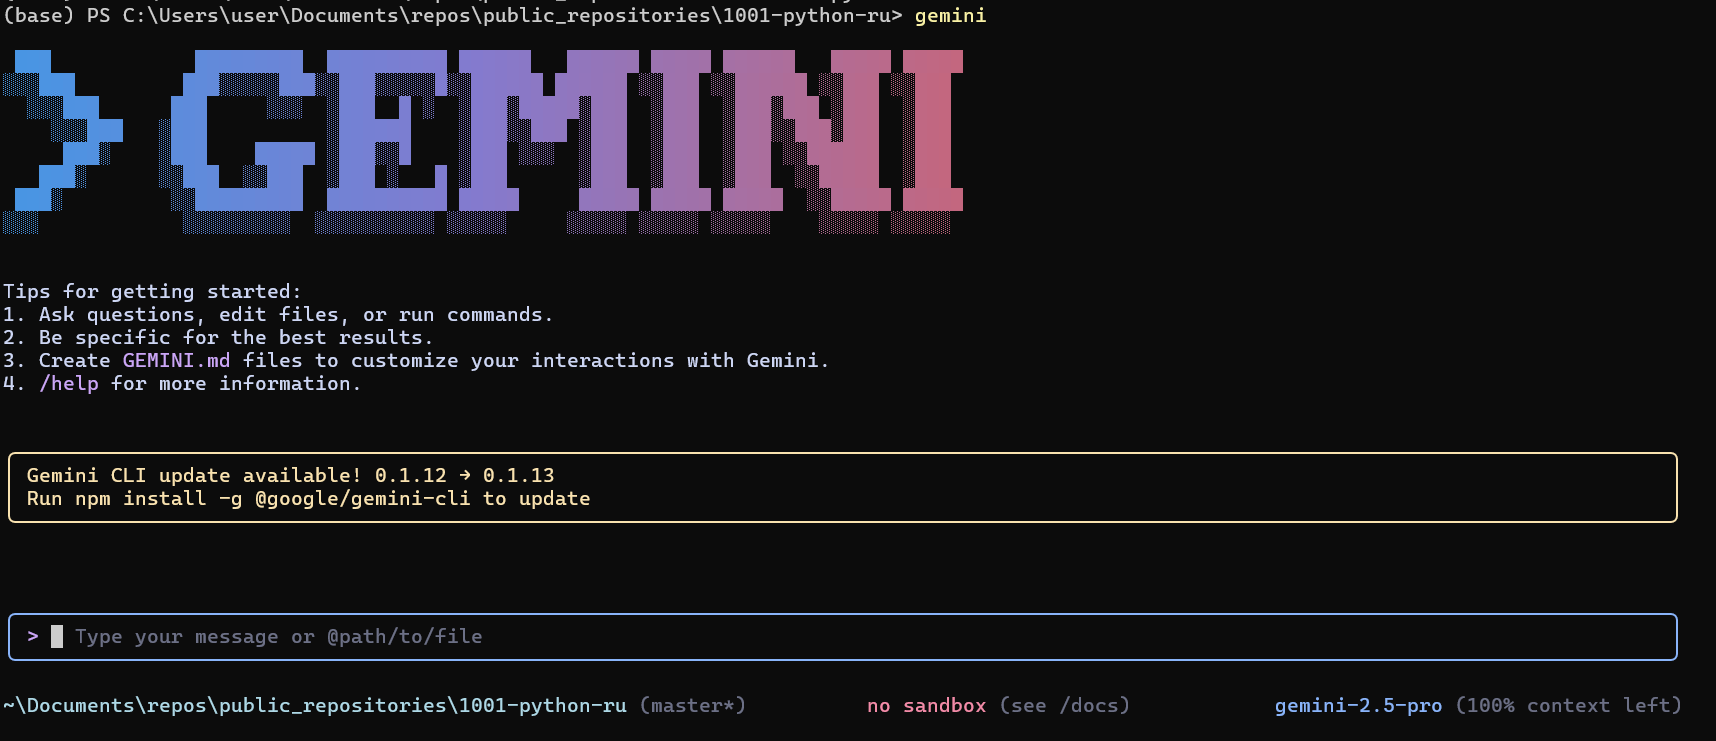 (base) PS C:\Users\user\Documents\repos\public_repositories\1001-python-ru> gemini
> GEMINI
Tips for getting started:
1. Ask questions, edit files, or run commands.
2. Be specific for the best results.
3. Create GEMINI.md files to customize your interactions with Gemini.
4. /help for more information.
Gemini CLI update available! 0.1.12 → 0.1.13
Run npm install -g @google/gemini-cli to update
> Type your message or @path/to/file
~\Documents\repos\public_repositories\1001-python-ru (master*) no sandbox (see /docs) gemini-2.5-pro (100% context left)